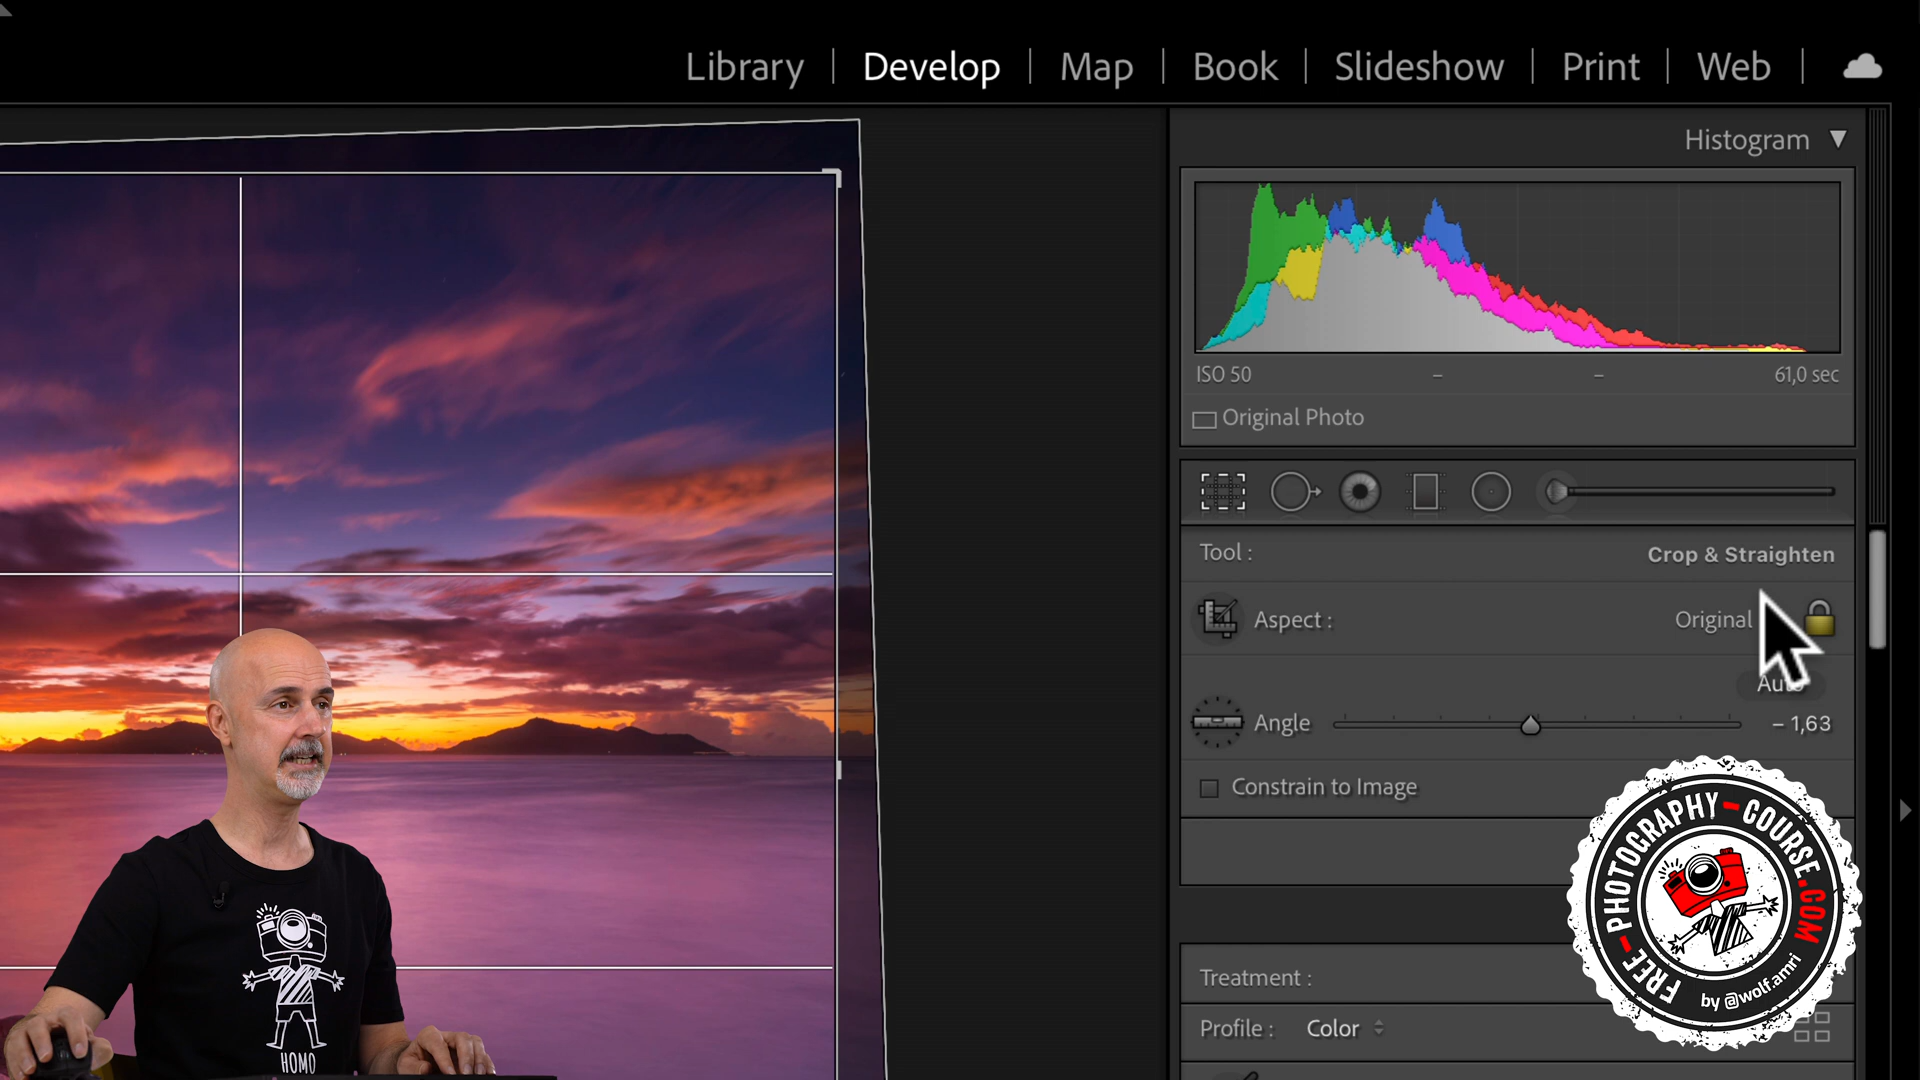 Library | Develop | Map | Book | Slideshow | Print | Web |
Histogram
ISO 50 – – 61,0 sec
Original Photo
Tool : Crop & Straighten
Aspect : Original
Auto
Angle – 1,63
Constrain to Image
FREE-PHOTOGRAPHY-COURSE.COM
by @wolf.amri
Treatment :
Profile : Color
HOMO